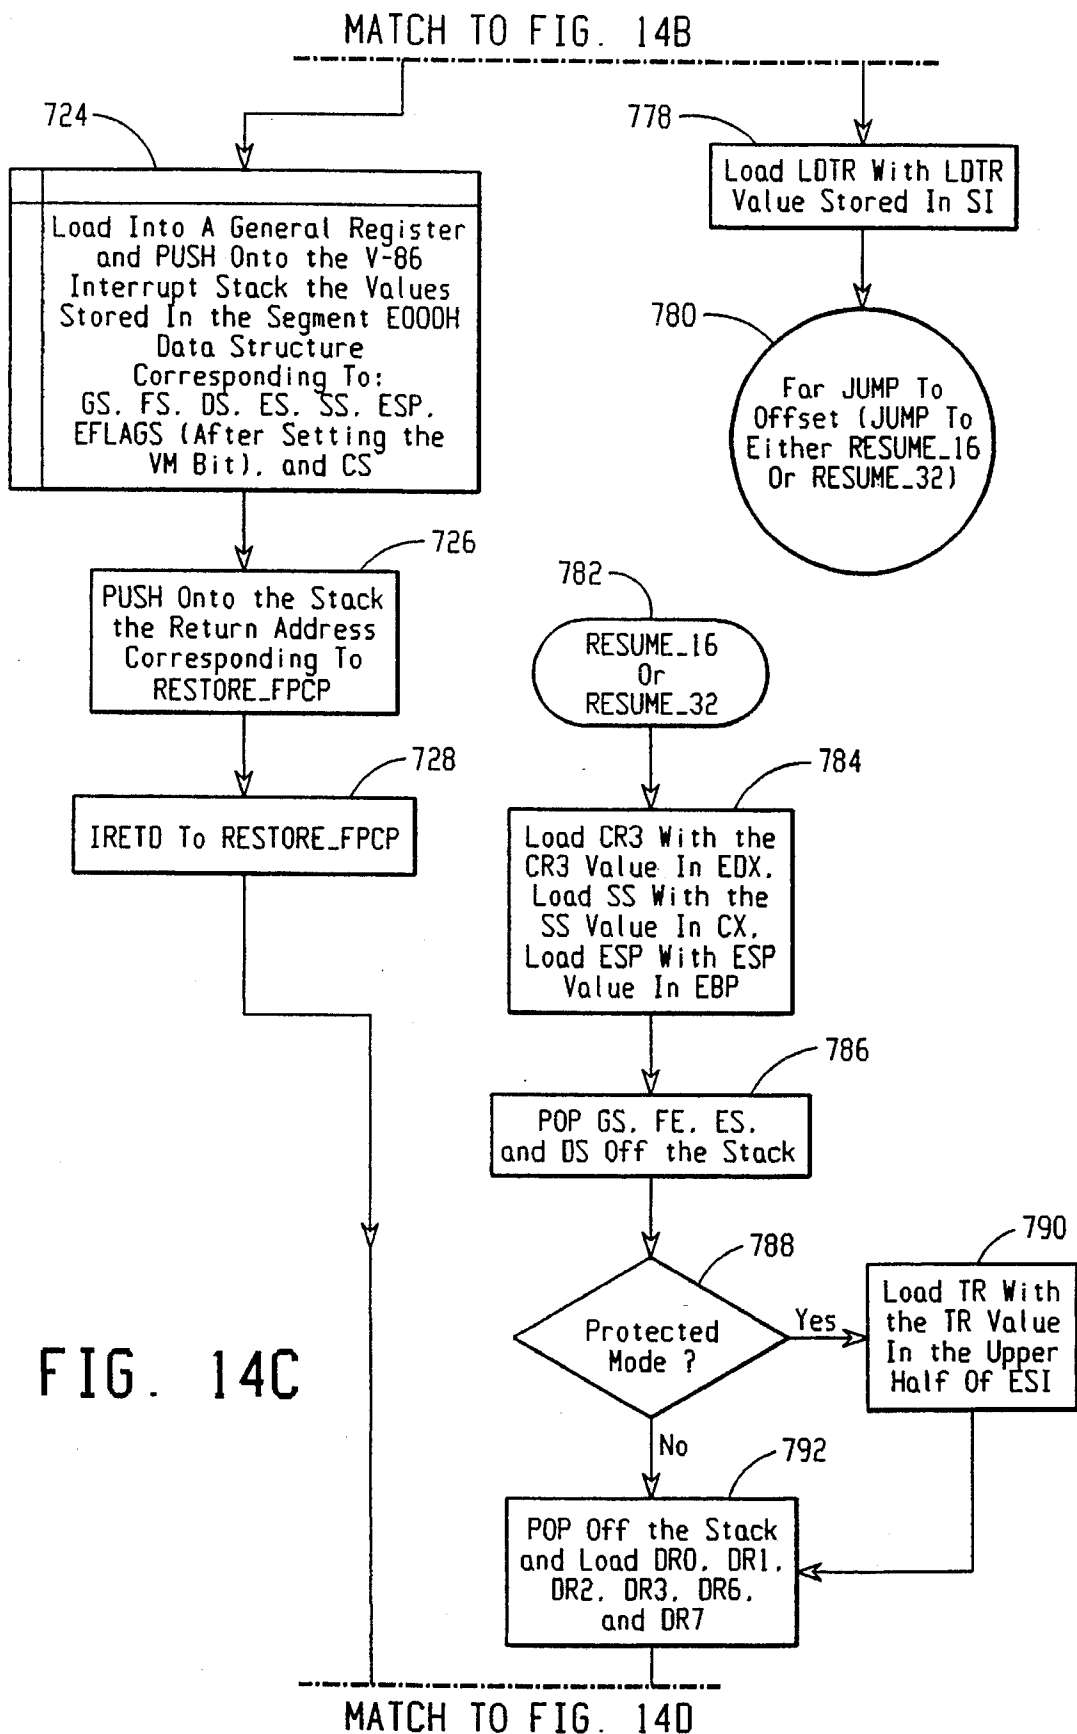 MATCH TO FIG. 14B
724
Load Into A General Register
and PUSH Onto the V-86
Interrupt Stack the Values
Stored In the Segment E000H
Data Structure
Corresponding To:
GS, FS, DS, ES, SS, ESP,
EFLAGS (After Setting the
VM Bit), and CS
726
PUSH Onto the Stack
the Return Address
Corresponding To
RESTORE_FPCP
728
IRETD To RESTORE_FPCP
778
Load LDTR With LDTR
Value Stored In SI
780
Far JUMP To
Offset (JUMP To
Either RESUME_16
Or RESUME_32)
782
RESUME_16
Or
RESUME_32
784
Load CR3 With the
CR3 Value In EDX,
Load SS With the
SS Value In CX,
Load ESP With ESP
Value In EBP
786
POP GS, FE, ES,
and DS Off the Stack
788
Protected
Mode ?
Yes
790
Load TR With
the TR Value
In the Upper
Half Of ESI
No
792
POP Off the Stack
and Load DR0, DR1,
DR2, DR3, DR6,
and DR7
FIG. 14C
MATCH TO FIG. 14D